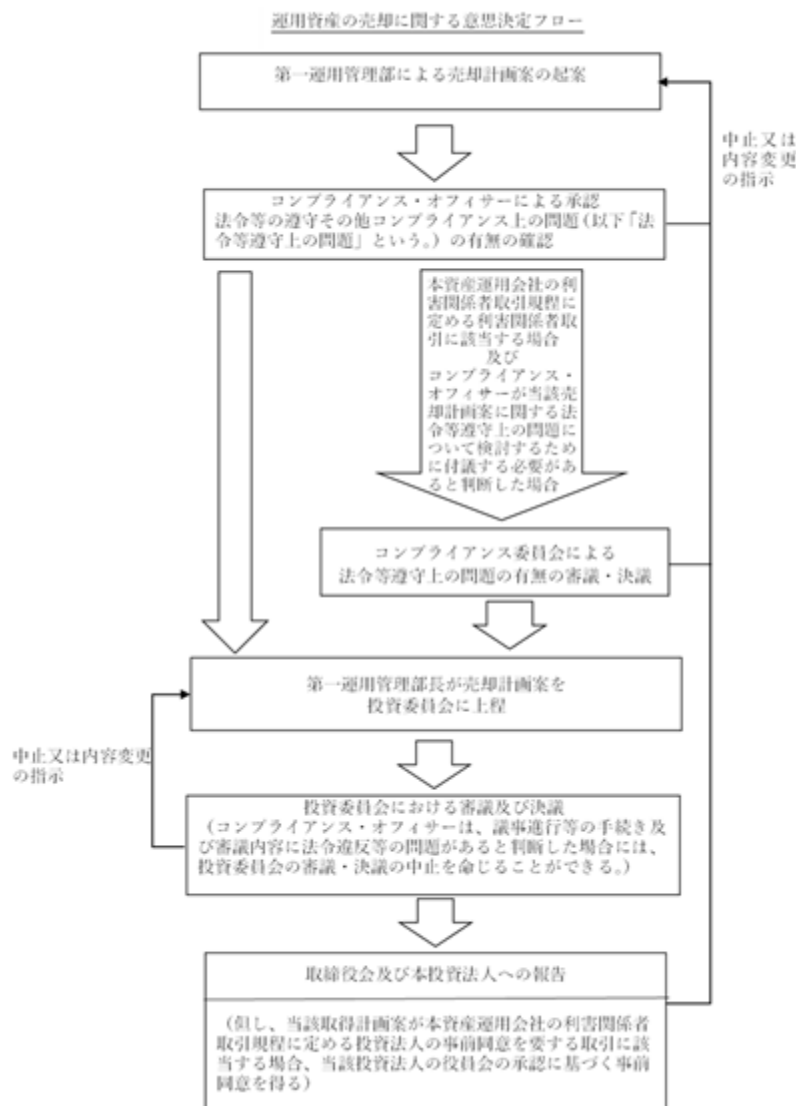 運用資産の売却に関する意思決定フロー
第一運用管理部による売却計画案の起案
中止又は
内容変更
の指示
コンプライアンス・オフィサーによる承認
法令等の遵守その他コンプライアンス上の問題(以下「法
令等遵守上の問題」という。)の有無の確認
本資産運用会社の利
害関係者取引規程に
定める利害関係者取
引に該当する場合
及び
コンプライアンス・
オフィサーが当該売
却計画案に関する法
令等遵守上の問題に
ついて検討するため
に付議する必要があ
ると判断した場合
コンプライアンス委員会による
法令等遵守上の問題の有無の審議・決議
第一運用管理部長が売却計画案を
投資委員会に上程
中止又は内容変更
の指示
投資委員会における審議及び決議
(コンプライアンス・オフィサーは、議事進行等の手続き及
び審議内容に法令違反等の問題があると判断した場合には、
投資委員会の審議・決議の中止を命じることができる。)
取締役会及び本投資法人への報告
(但し、当該取得計画案が本資産運用会社の利害関係者
取引規程に定める投資法人の事前同意を要する取引に該
当する場合、当該投資法人の役員会の承認に基づく事前
同意を得る)